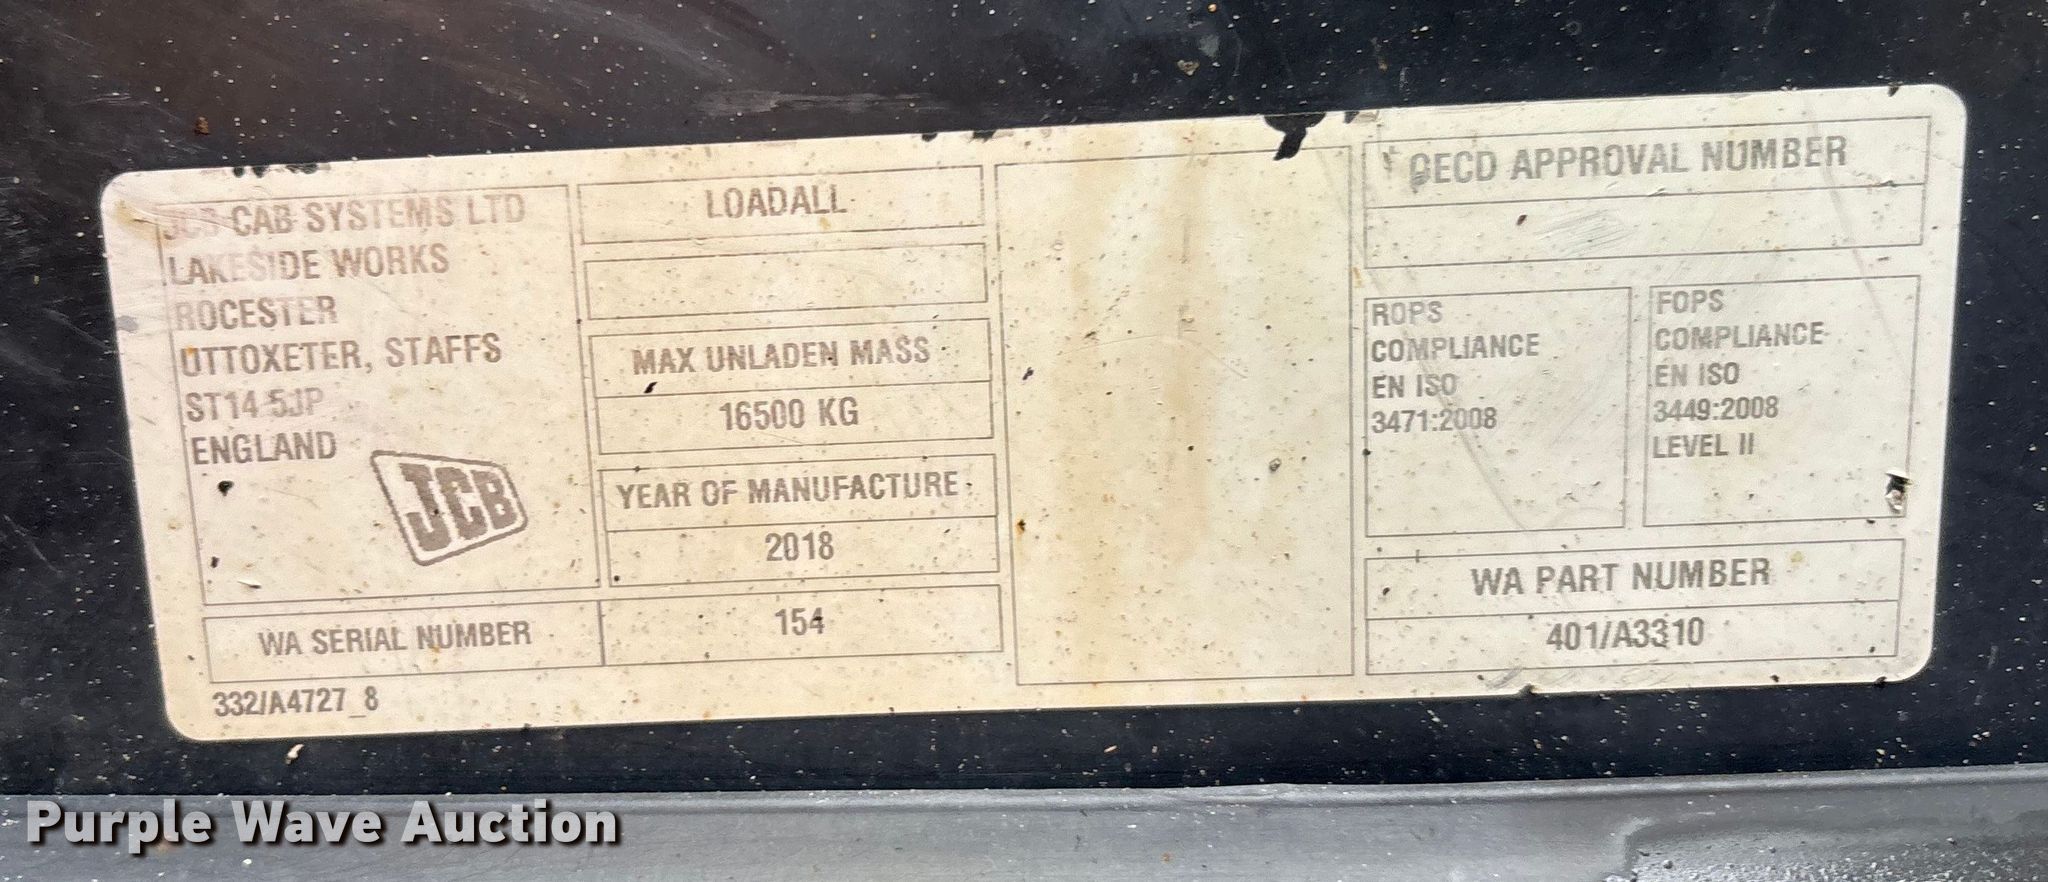 JCB CAB SYSTEMS LTD
LAKESIDE WORKS
ROCESTER
UTTOXETER, STAFFS
ST14 5JP
ENGLAND
JCB
WA SERIAL NUMBER
154
332/A4727_8
LOADALL
MAX UNLADEN MASS
16500 KG
YEAR OF MANUFACTURE
2018
OECD APPROVAL NUMBER
ROPS
COMPLIANCE
EN ISO
3471:2008
FOPS
COMPLIANCE
EN ISO
3449:2008
LEVEL II
WA PART NUMBER
401/A3310
Purple Wave Auction